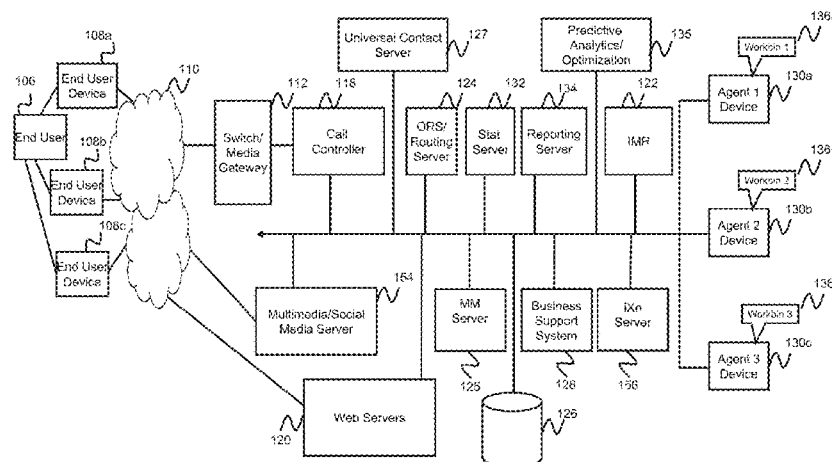 108a
106
End User
Device
End User
110
108b
End User
Device
108c
End User
Device
112
Switch/
Media
Gateway
118
Call
Controller
Universal Contact
Server
127
124
ORS/
Routing
Server
132
Stat
Server
134
Reporting
Server
Predictive
Analytics/
Optimization
135
122
IMR
136
Workbin 1
Agent 1
Device
130a
136
Workbin 2
Agent 2
Device
130b
136
Workbin 3
Agent 3
Device
130c
Multimedia/Social
Media Server
154
Web Servers
120
MM
Server
125
Business
Support
System
128
iXn
Server
156
126